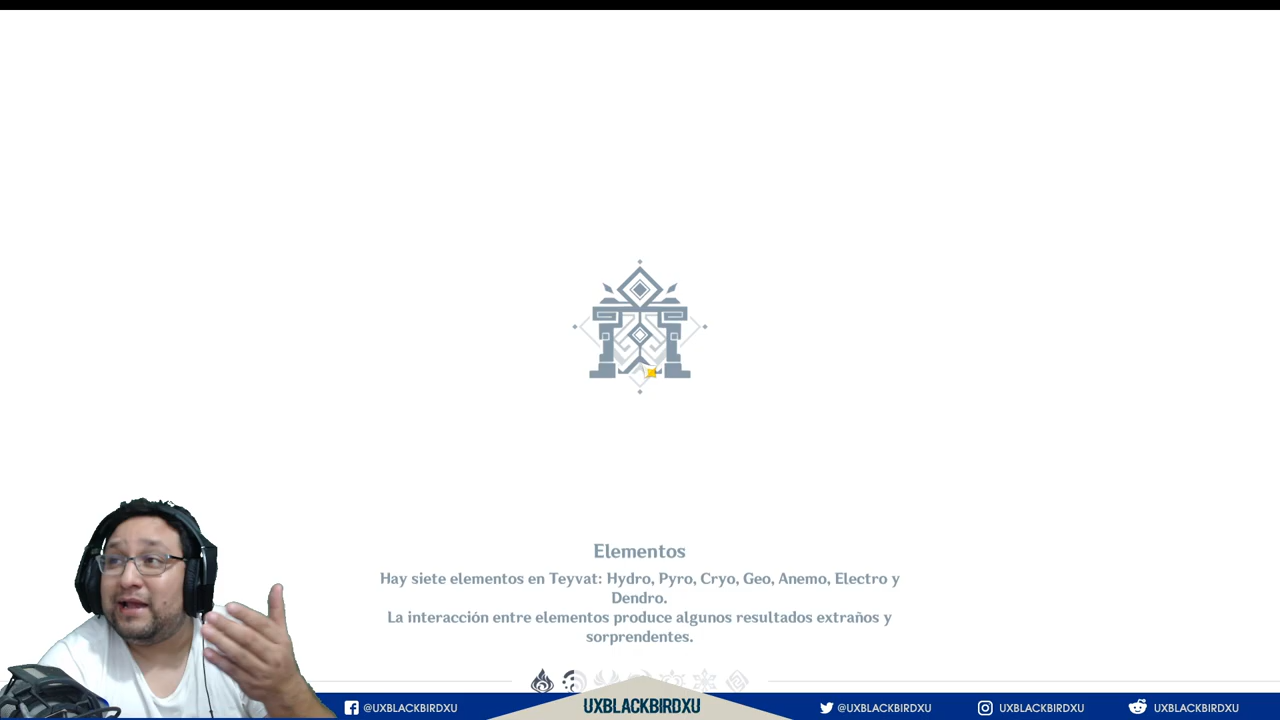 Elementos
Hay siete elementos en Teyvat: Hydro, Pyro, Cryo, Geo, Anemo, Electro y
Dendro.
La interacción entre elementos produce algunos resultados extraños y
sorprendentes.
@UXBLACKBIRDXU
UXBLACKBIRDXU
@UXBLACKBIRDXU
UXBLACKBIRDXU
UXBLACKBIRDXU